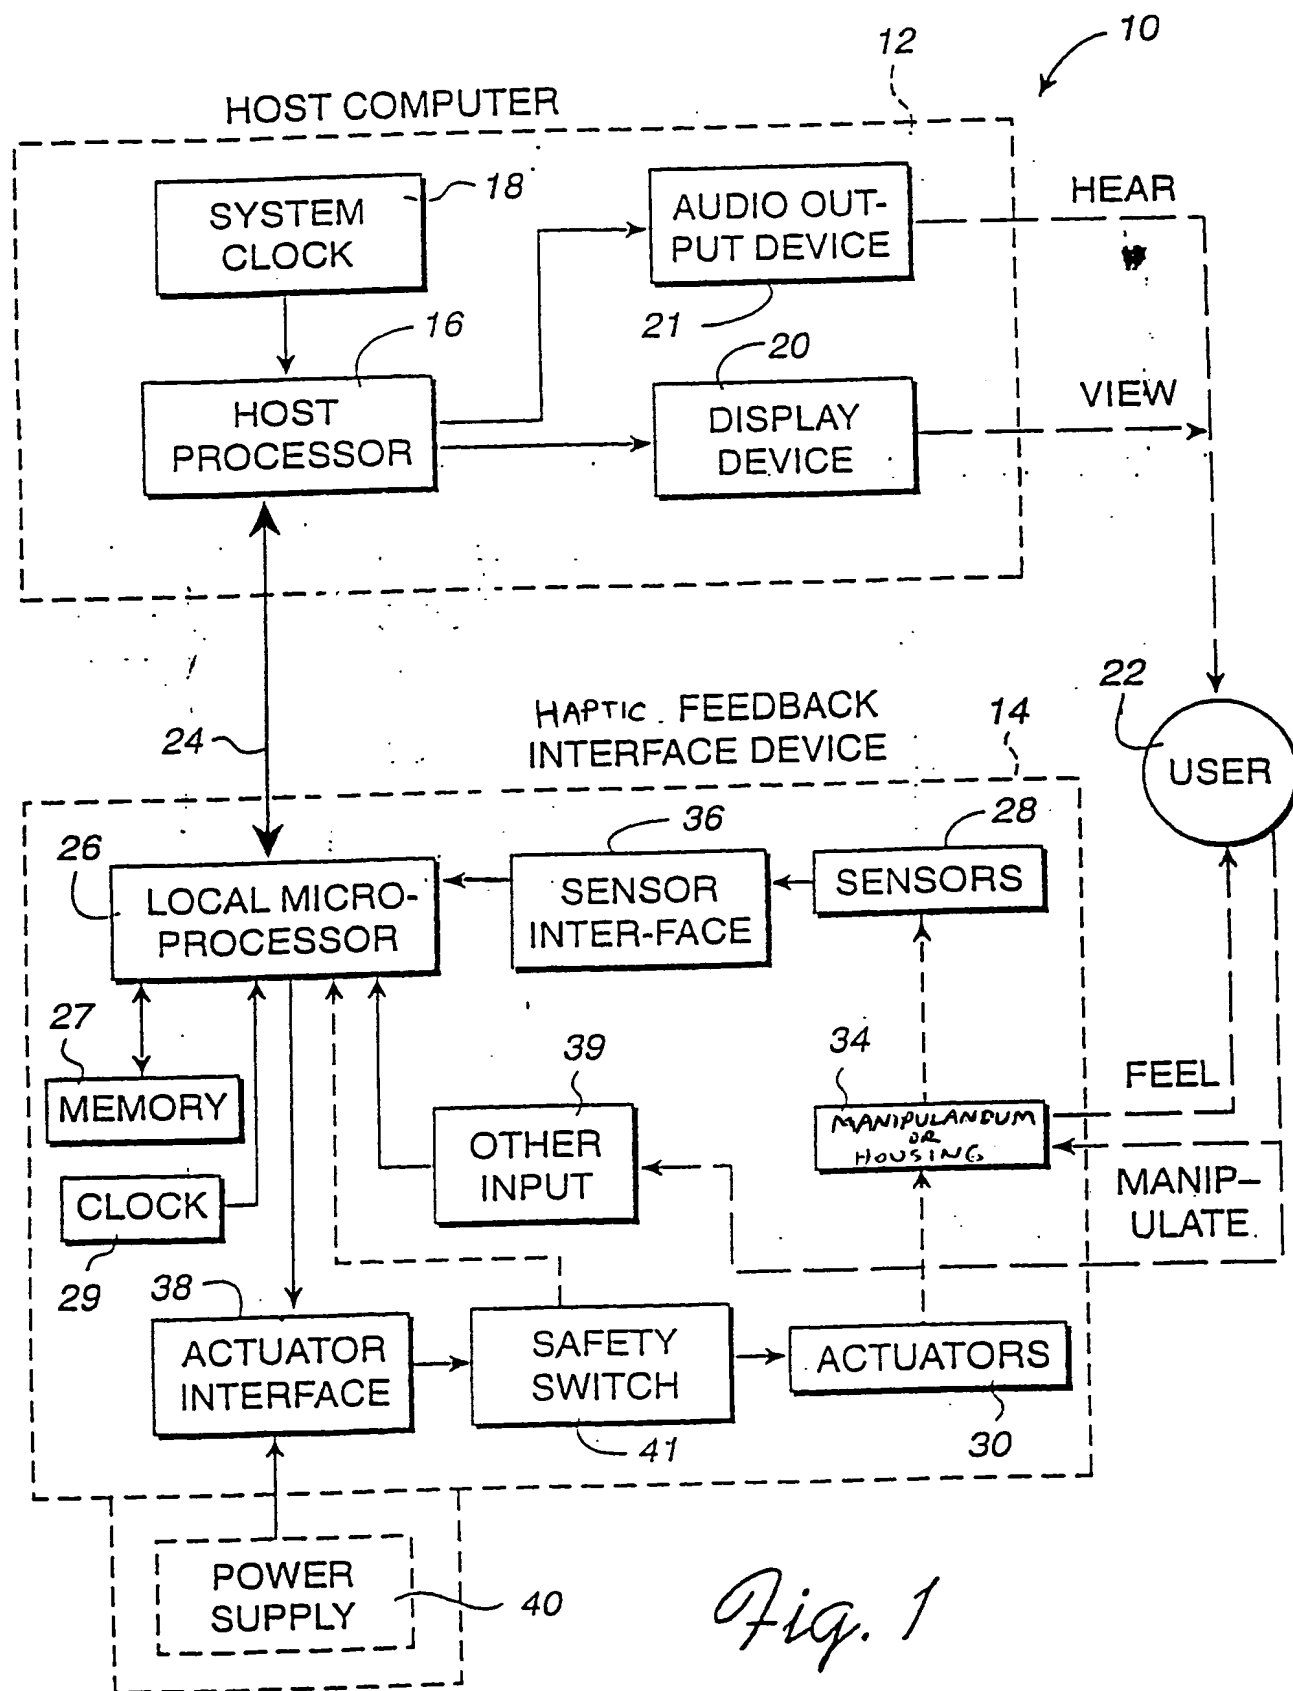 10
12
HOST COMPUTER
SYSTEM
CLOCK
18
AUDIO OUT-
PUT DEVICE
21
HEAR
16
HOST
PROCESSOR
20
DISPLAY
DEVICE
VIEW
24
HAPTIC FEEDBACK
INTERFACE DEVICE
14
22
USER
26
LOCAL MICRO-
PROCESSOR
36
SENSOR
INTER-FACE
28
SENSORS
27
MEMORY
CLOCK
29
39
OTHER
INPUT
34
MANIPULANDUM
OR
HOUSING
FEEL
MANIP-
ULATE
38
ACTUATOR
INTERFACE
SAFETY
SWITCH
41
ACTUATORS
30
POWER
SUPPLY
40
Fig. 1